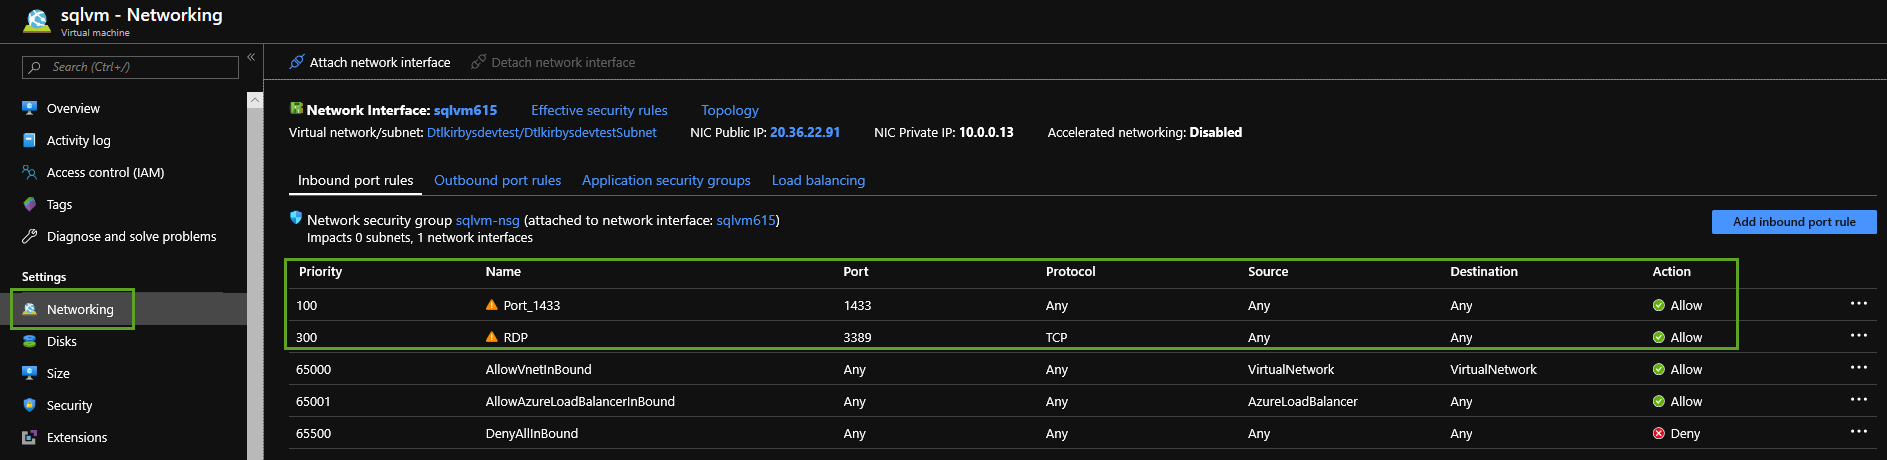 sqlvm - Networking
Virtual machine
Search (Ctrl+/)
«
Overview
Activity log
Access control (IAM)
Tags
Diagnose and solve problems
Settings
Networking
Disks
Size
Security
Extensions
Attach network interface Detach network interface
Network Interface: sqlvm615 Effective security rules Topology
Virtual network/subnet: Dtlkirbysdevtest/DtlkirbysdevtestSubnet NIC Public IP: 20.36.22.91 NIC Private IP: 10.0.0.13 Accelerated networking: Disabled
Inbound port rules Outbound port rules Application security groups Load balancing
Network security group sqlvm-nsg (attached to network interface: sqlvm615)
Impacts 0 subnets, 1 network interfaces
Add inbound port rule
Priority Name Port Protocol Source Destination Action
100 Port_1433 1433 Any Any Any Allow ...
300 RDP 3389 TCP Any Any Allow ...
65000 AllowVnetInBound Any Any VirtualNetwork VirtualNetwork Allow ...
65001 AllowAzureLoadBalancerInBound Any Any AzureLoadBalancer Any Allow ...
65500 DenyAllInBound Any Any Any Any Deny ...